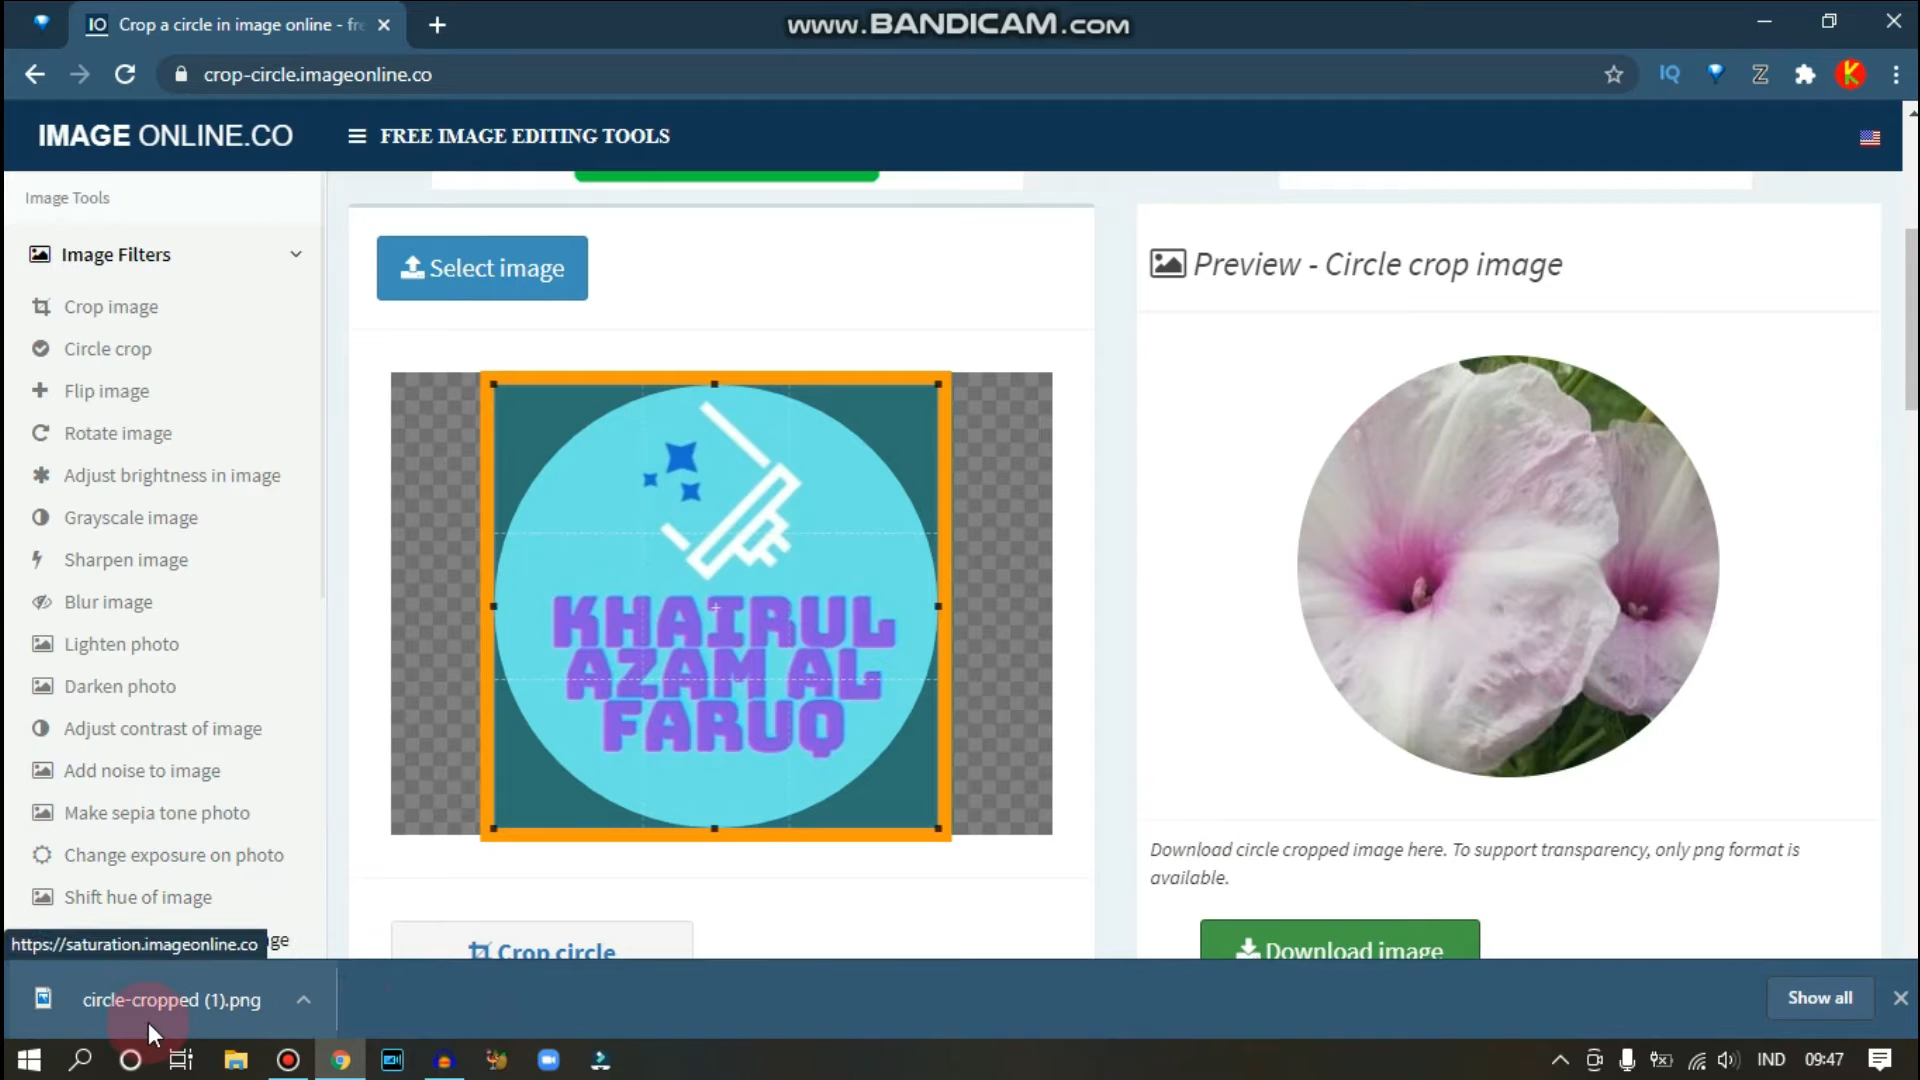 www.BANDICAM.com
IO Crop a circle in image online - fre
crop-circle.imageonline.co
IQ
Z
K
IMAGE ONLINE.CO
FREE IMAGE EDITING TOOLS
Image Tools
Image Filters
Crop image
Circle crop
Flip image
Rotate image
Adjust brightness in image
Grayscale image
Sharpen image
Blur image
Lighten photo
Darken photo
Adjust contrast of image
Add noise to image
Make sepia tone photo
Change exposure on photo
Shift hue of image
ge
https://saturation.imageonline.co
Select image
KHAIRUL
AZAM AL
FARUQ
Crop circle
Preview - Circle crop image
Download circle cropped image here. To support transparency, only png format is
available.
Download image
circle-cropped (1).png
Show all
IND
09:47